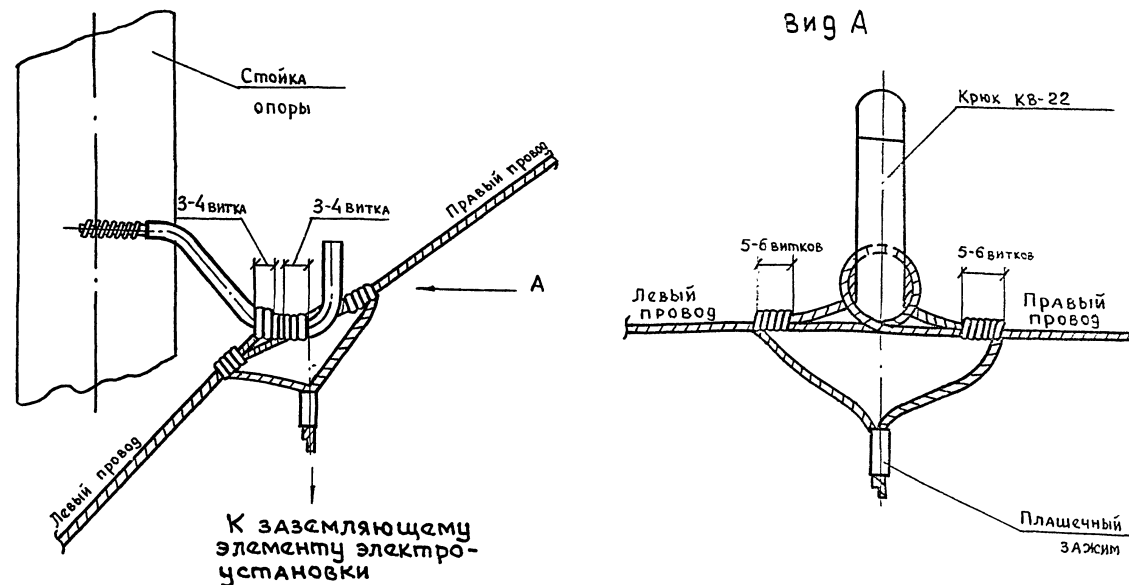 Стойка
опоры
3-4 витка
3-4 витка
Правый провод
А
Левый провод
К заземляющему
элементу электро-
установки
Вид А
Крюк КВ-22
5-6 витков
5-6 витков
Левый
провод
Правый
провод
Плашечный
зажим